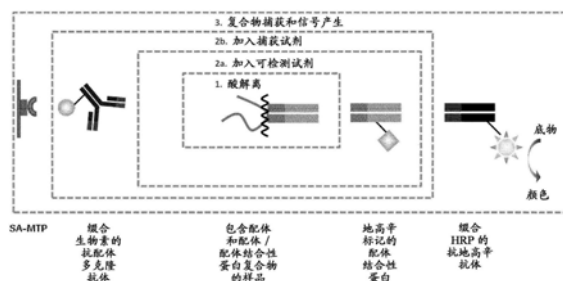 3. 复合物捕获和信号产生
2b. 加入捕获试剂
2a. 加入可检测试剂
1. 酸解离
底物
颜色
SA-MTP
缀合
生物素的
抗配体
多克隆
抗体
包含配体
和配体 /
配体结合性
蛋白复合物
的样品
地高辛
标记的
配体
结合性
蛋白
缀合
HRP 的
抗地高辛
抗体